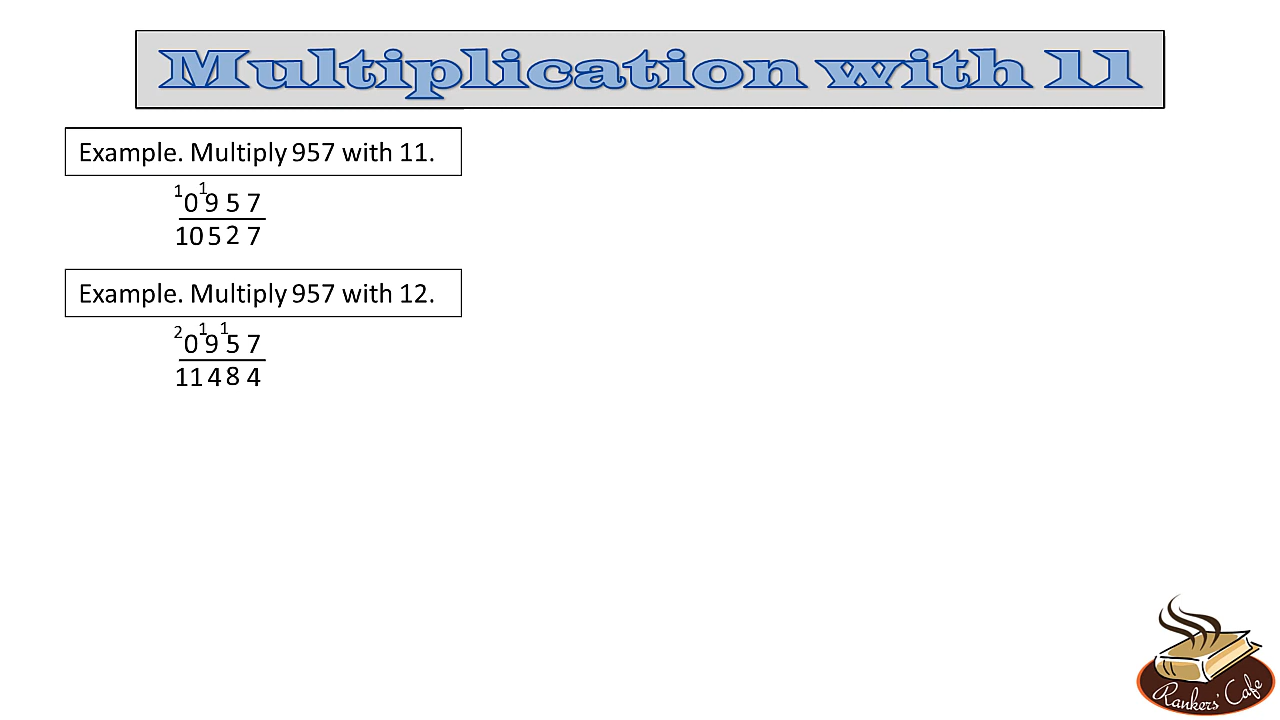 Multiplication with 11
Example. Multiply 957 with 11.
1 0 1 9 5 7
10 5 2 7
Example. Multiply 957 with 12.
2 0 1 9 1 5 7
11 4 8 4
Rankers' Cafe